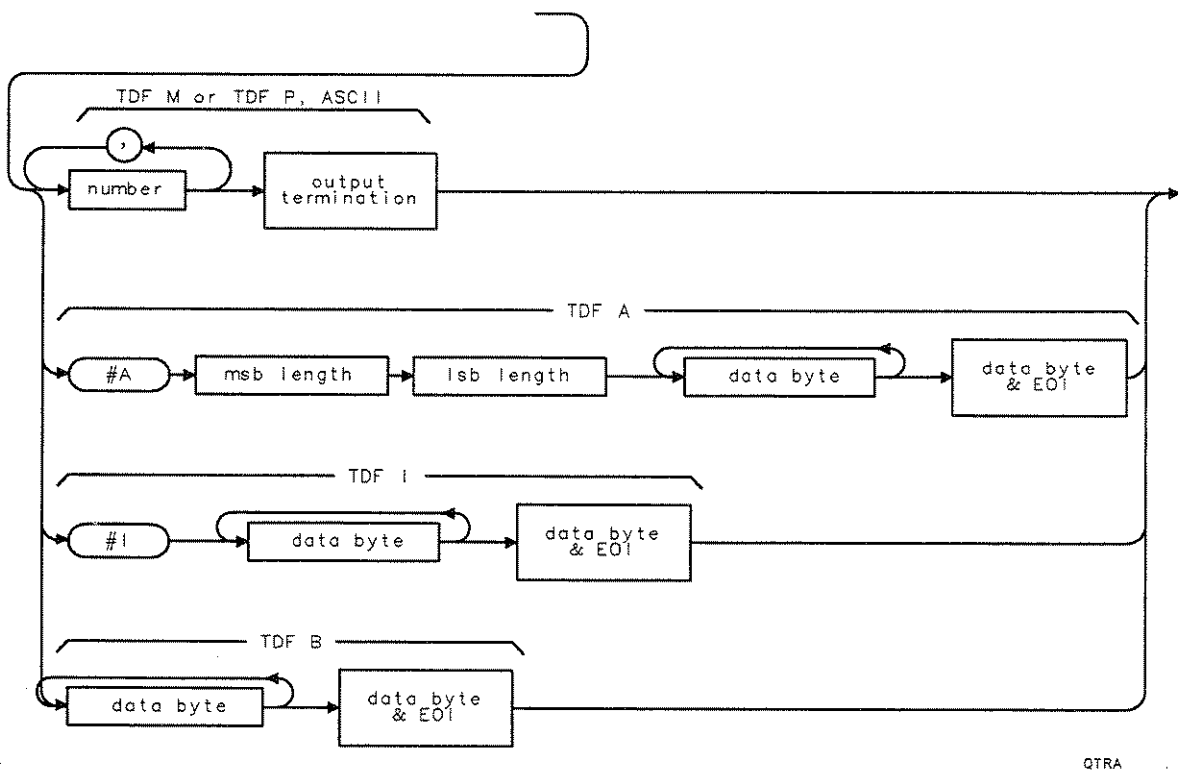 TDF M or TDF P, ASCII
,
number
output
termination
TDF A
#A
msb length
lsb length
data byte
data byte
& EOI
TDF I
#I
data byte
data byte
& EOI
TDF B
data byte
data byte
& EOI
QTRA